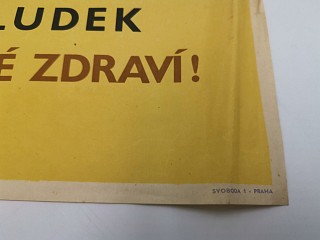 LUDEK
É ZDRAVÍ!
SVOBODA 1 - PRAHA